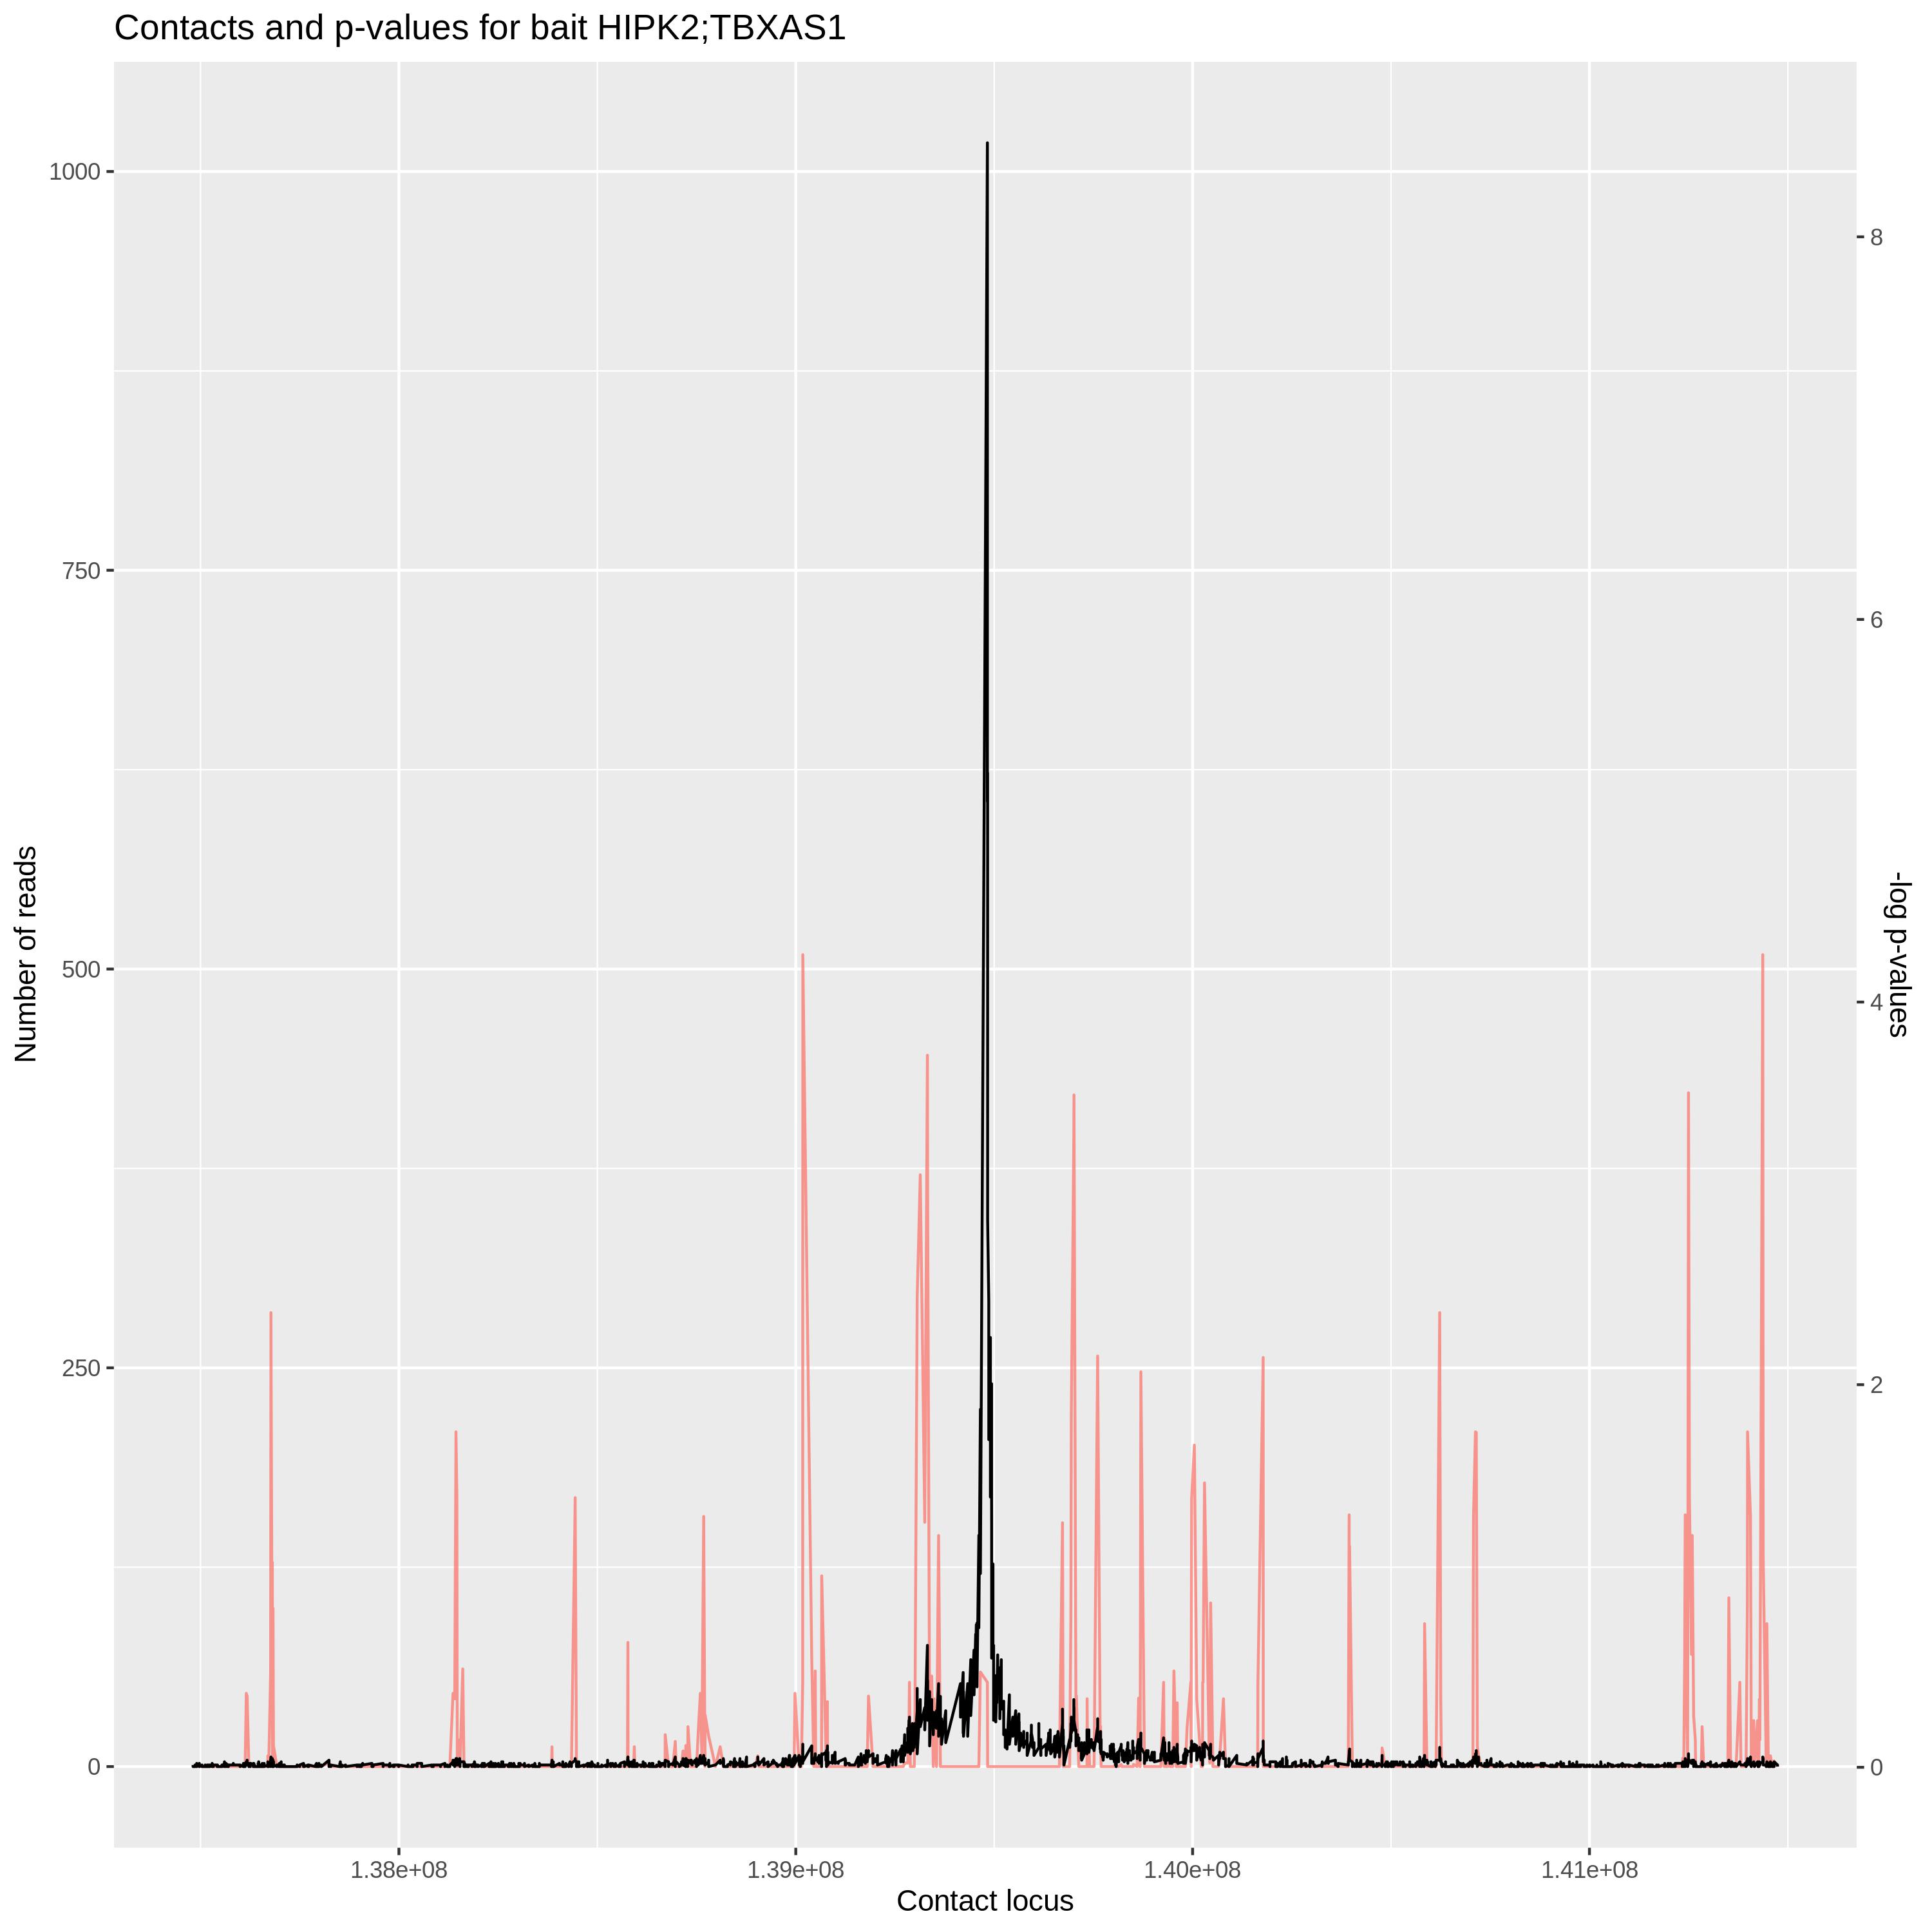 Contacts and p-values for bait HIPK2;TBXAS1
1000
750
500
250
0
Number of reads
8
6
4
2
0
-log p-values
1.38e+08
1.39e+08
1.40e+08
1.41e+08
Contact locus